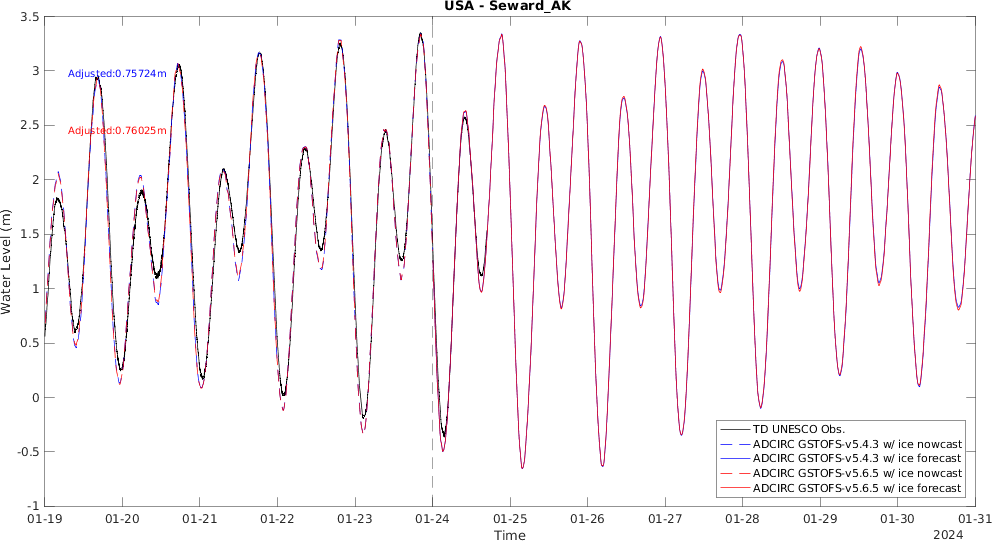 USA - Seward_AK
3.5
3
2.5
2
1.5
1
0.5
0
-0.5
-1
Water Level (m)
Adjusted:0.75724m
Adjusted:0.76025m
TD UNESCO Obs.
ADCIRC GSTOFS-v5.4.3 w/ ice nowcast
ADCIRC GSTOFS-v5.4.3 w/ ice forecast
ADCIRC GSTOFS-v5.6.5 w/ ice nowcast
ADCIRC GSTOFS-v5.6.5 w/ ice forecast
01-19 01-20 01-21 01-22 01-23 01-24 01-25 01-26 01-27 01-28 01-29 01-30 01-31
Time
2024